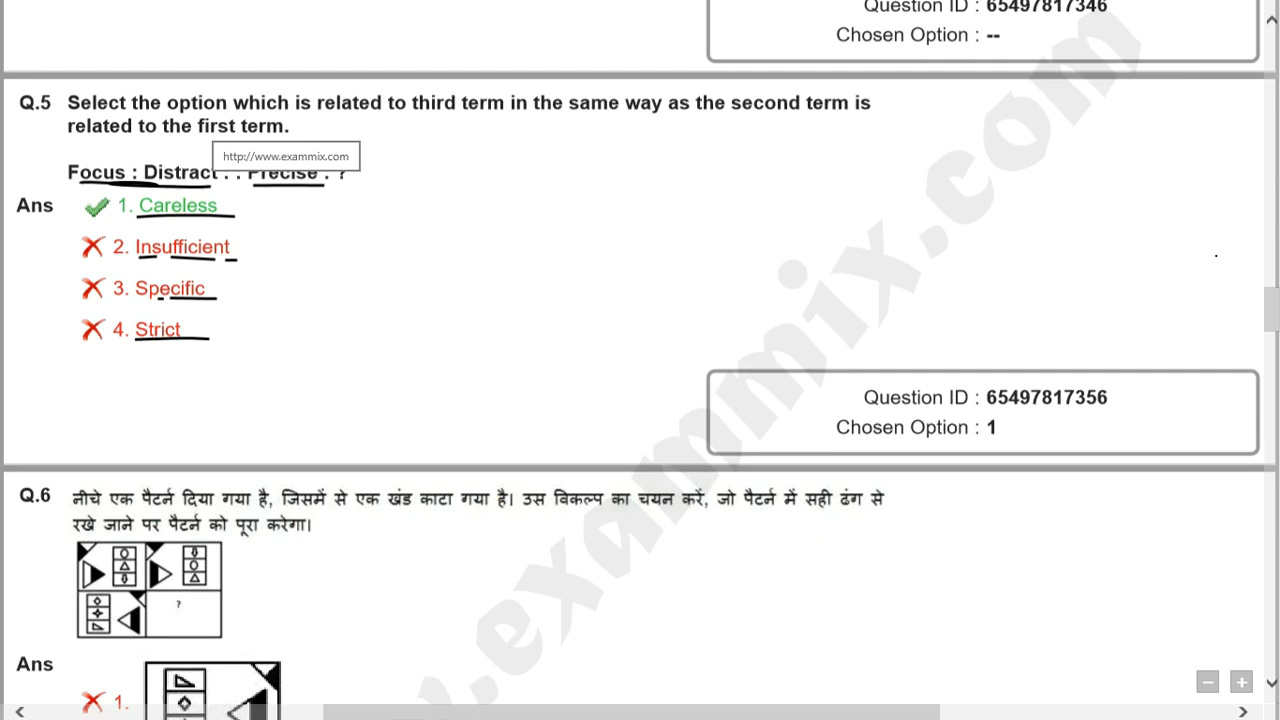 Question ID : 65497817346
Chosen Option : --
Q.5 Select the option which is related to third term in the same way as the second term is
related to the first term.
http://www.exammix.com
Focus : Distract : : Precise : ?
Ans 1. Careless
2. Insufficient
3. Specific
4. Strict
Question ID : 65497817356
Chosen Option : 1
Q.6 नीचे एक पैटर्न दिया गया है, जिसमें से एक खंड काटा गया है। उस विकल्प का चयन करें, जो पैटर्न में सही ढंग से
रखे जाने पर पैटर्न को पूरा करेगा।
?
Ans
1.
.exammix.com